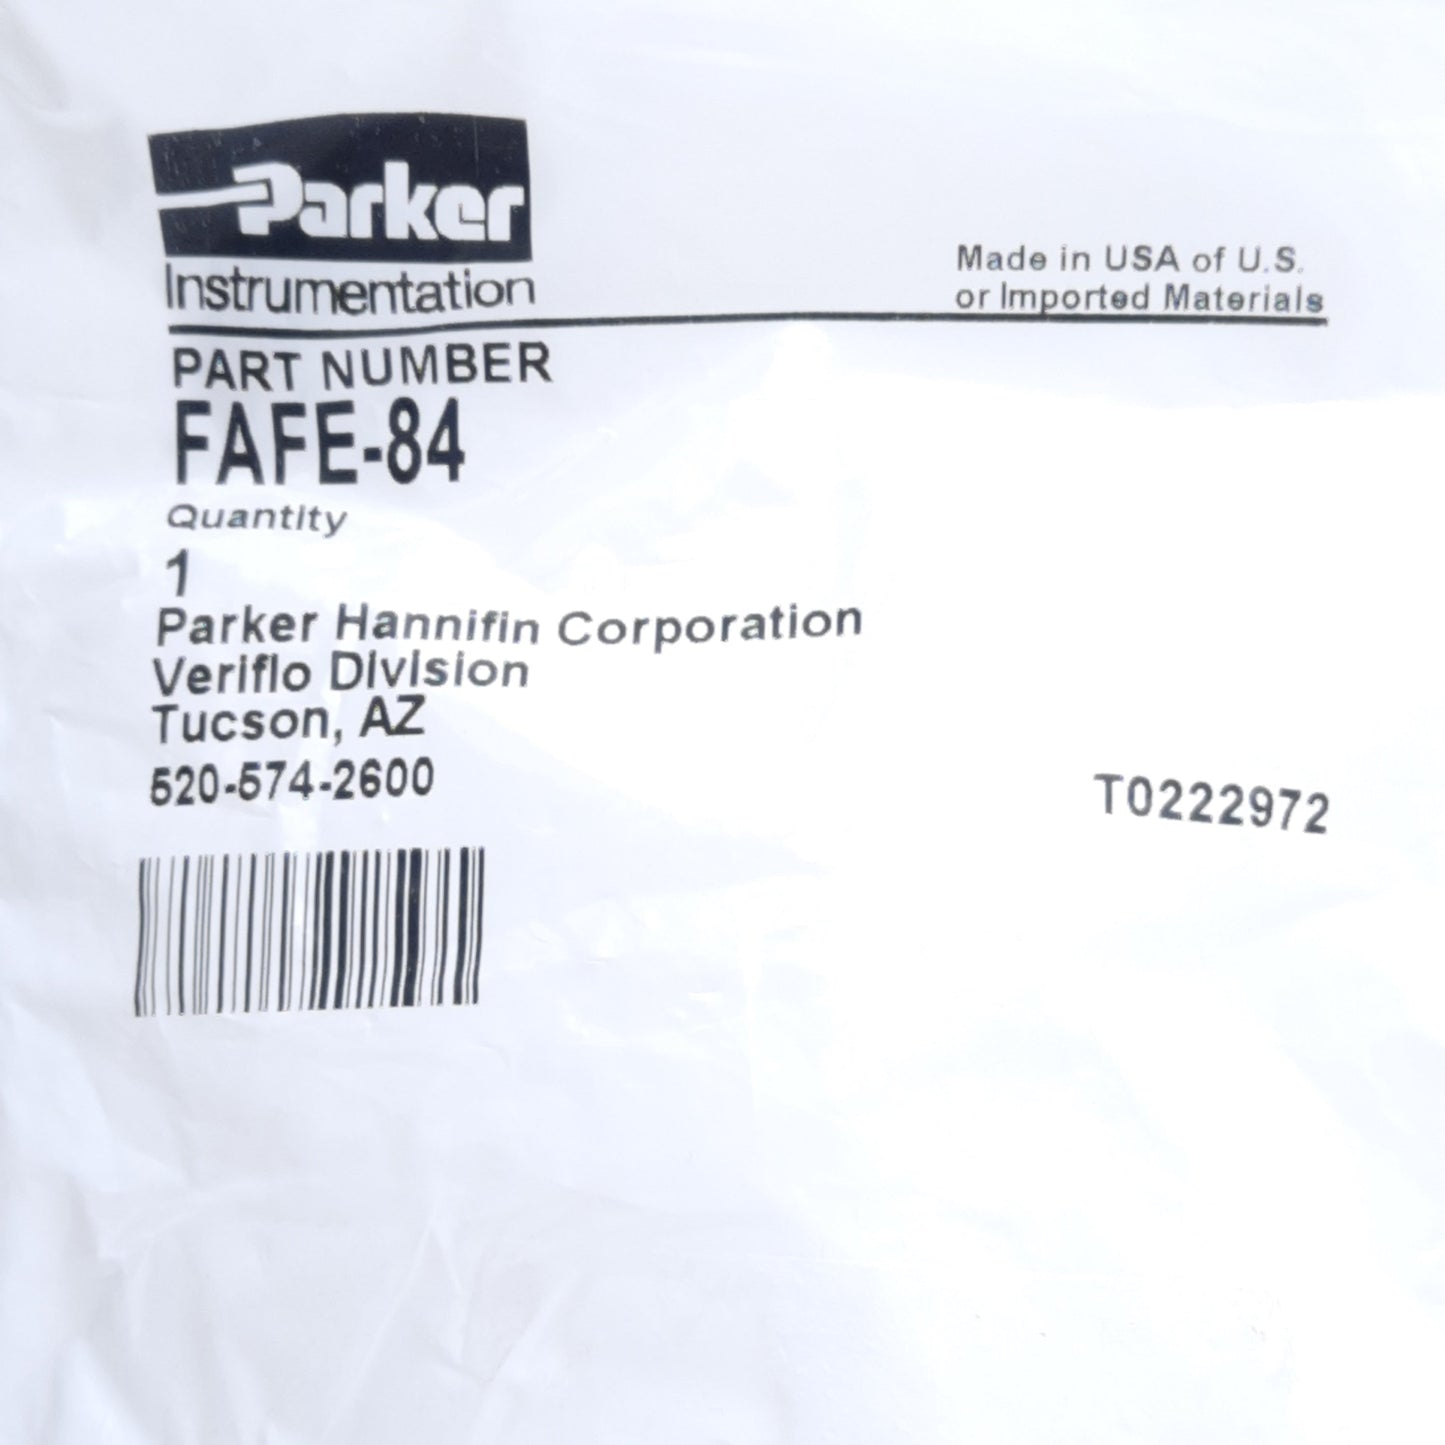 Parker
Instrumentation
Made in USA of U.S.
or Imported Materials
PART NUMBER
FAFE-84
Quantity
1
Parker Hannifin Corporation
Veriflo Division
Tucson, AZ
520-574-2600
T0222972